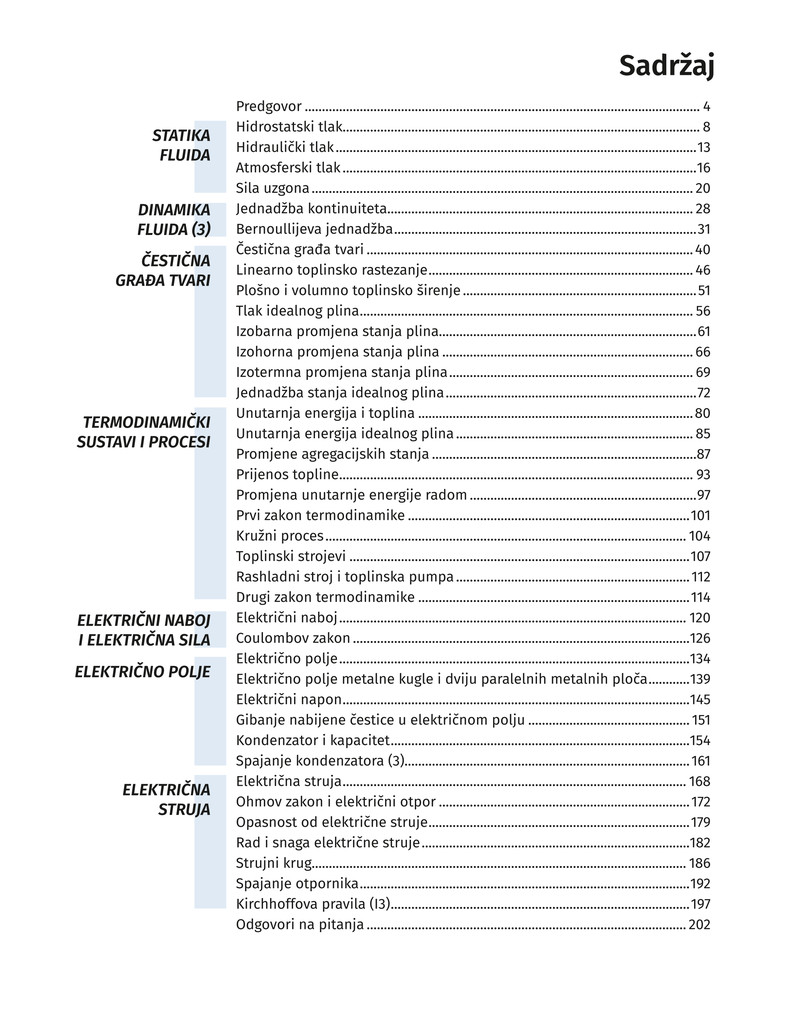 Sadržaj
Predgovor ........ 4
STATIKA
FLUIDA
Hidrostatski tlak ........ 8
Hidraulički tlak ........ 13
Atmosferski tlak ........ 16
Sila uzgona ........ 20
DINAMIKA
FLUIDA (3)
Jednadžba kontinuiteta ........ 28
Bernoullijeva jednadžba ........ 31
ČESTIČNA
GRAĐA TVARI
Čestična građa tvari ........ 40
Linearno toplinsko rastezanje ........ 46
Plošno i volumno toplinsko širenje ........ 51
Tlak idealnog plina ........ 56
Izobarna promjena stanja plina ........ 61
Izohorna promjena stanja plina ........ 66
Izotermna promjena stanja plina ........ 69
Jednadžba stanja idealnog plina ........ 72
TERMODINAMIČKI
SUSTAVI I PROCESI
Unutarnja energija i toplina ........ 80
Unutarnja energija idealnog plina ........ 85
Promjene agregacijskih stanja ........ 87
Prijenos topline ........ 93
Promjena unutarnje energije radom ........ 97
Prvi zakon termodinamike ........ 101
Kružni proces ........ 104
Toplinski strojevi ........ 107
Rashladni stroj i toplinska pumpa ........ 112
Drugi zakon termodinamike ........ 114
ELEKTRIČNI NABOJ
I ELEKTRIČNA SILA
Električni naboj ........ 120
Coulombov zakon ........ 126
ELEKTRIČNO POLJE
Električno polje ........ 134
Električno polje metalne kugle i dviju paralelnih metalnih ploča ........ 139
Električni napon ........ 145
Gibanje nabijene čestice u električnom polju ........ 151
Kondenzator i kapacitet ........ 154
Spajanje kondenzatora (3) ........ 161
ELEKTRIČNA
STRUJA
Električna struja ........ 168
Ohmov zakon i električni otpor ........ 172
Opasnost od električne struje ........ 179
Rad i snaga električne struje ........ 182
Strujni krug ........ 186
Spajanje otpornika ........ 192
Kirchhoffova pravila (I3) ........ 197
Odgovori na pitanja ........ 202